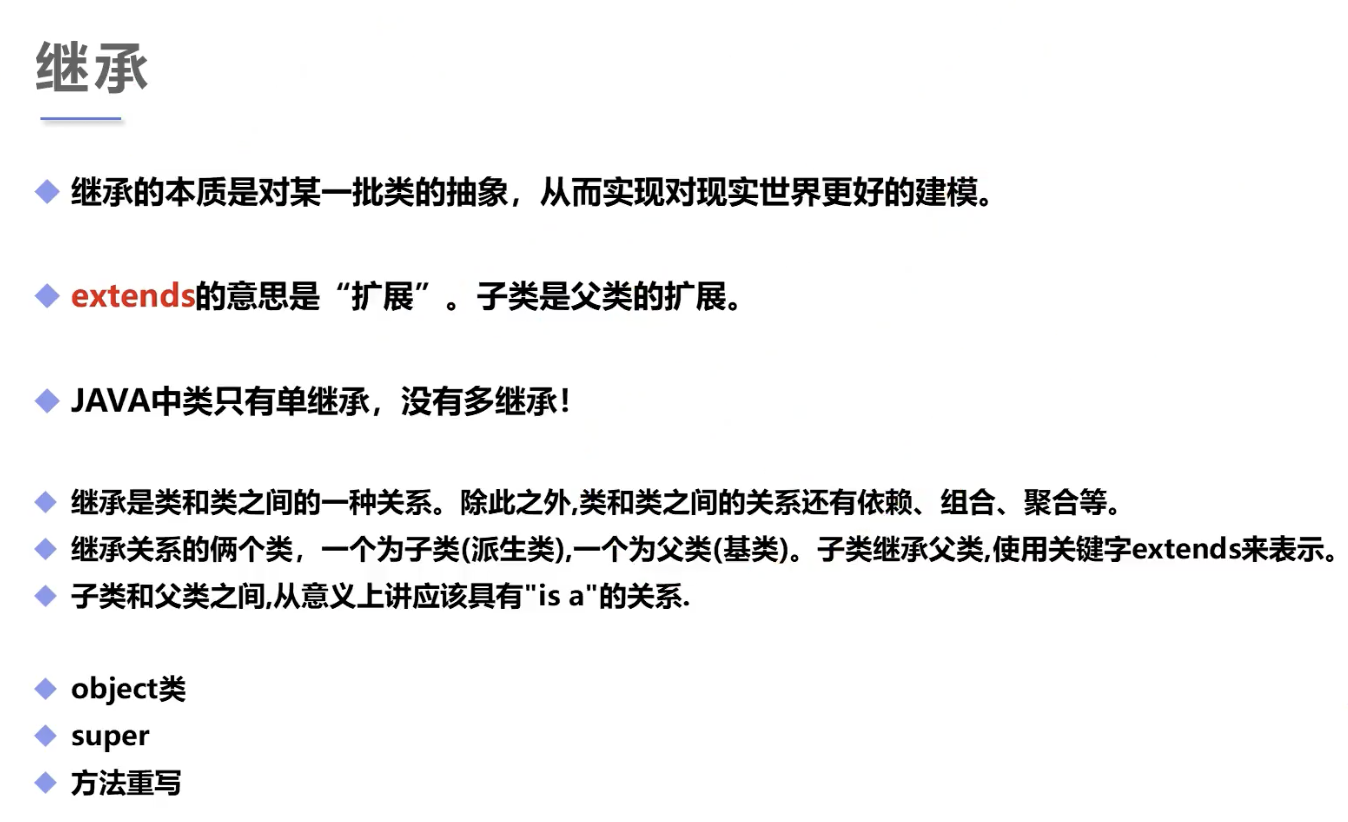 继承
继承的本质是对某一批类的抽象，从而实现对现实世界更好的建模。
extends的意思是“扩展”。子类是父类的扩展。
JAVA中类只有单继承，没有多继承！
继承是类和类之间的一种关系。除此之外,类和类之间的关系还有依赖、组合、聚合等。
继承关系的俩个类，一个为子类(派生类),一个为父类(基类)。子类继承父类,使用关键字extends来表示。
子类和父类之间,从意义上讲应该具有"is a"的关系.
object类
super
方法重写